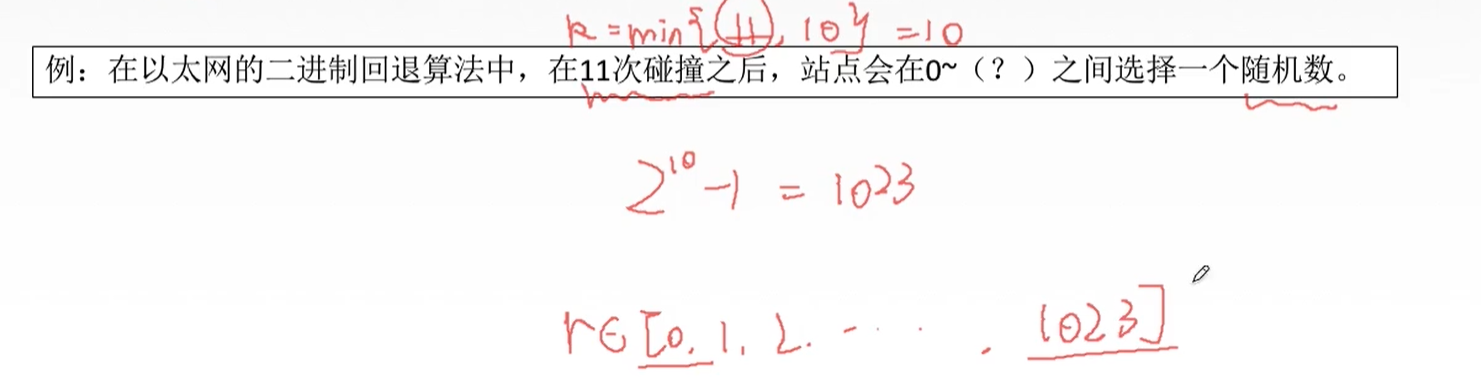 k=min{11, 10}=10
例：在以太网的二进制回退算法中，在11次碰撞之后，站点会在0~（？）之间选择一个随机数。
2^10-1 = 1023
r∈[0, 1, 2. ... . 1023]